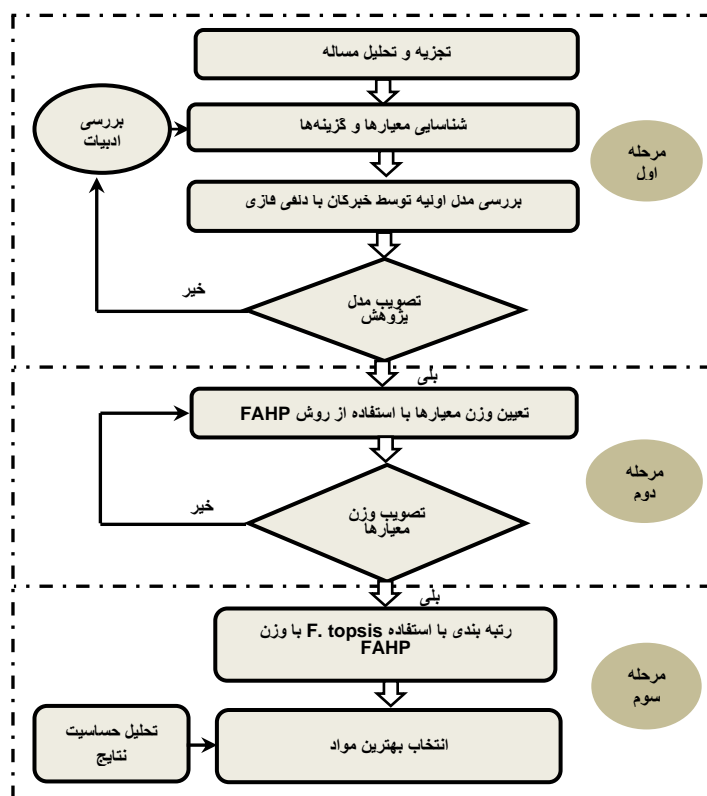 تجزیه و تحلیل مساله
بررسی
ادبیات
شناسایی معیارها و گزینه‌ها
مرحله
اول
بررسی مدل اولیه توسط خبرکان با دلفی فازی
تصویب مدل
پژوهش
خیر
بلی
تعیین وزن معیارها با استفاده از روش FAHP
مرحله
دوم
تصویب وزن
معیارها
خیر
بلی
رتبه بندی با استفاده F. topsis با وزن
FAHP
مرحله
سوم
تحلیل حساسیت
نتایج
انتخاب بهترین مواد